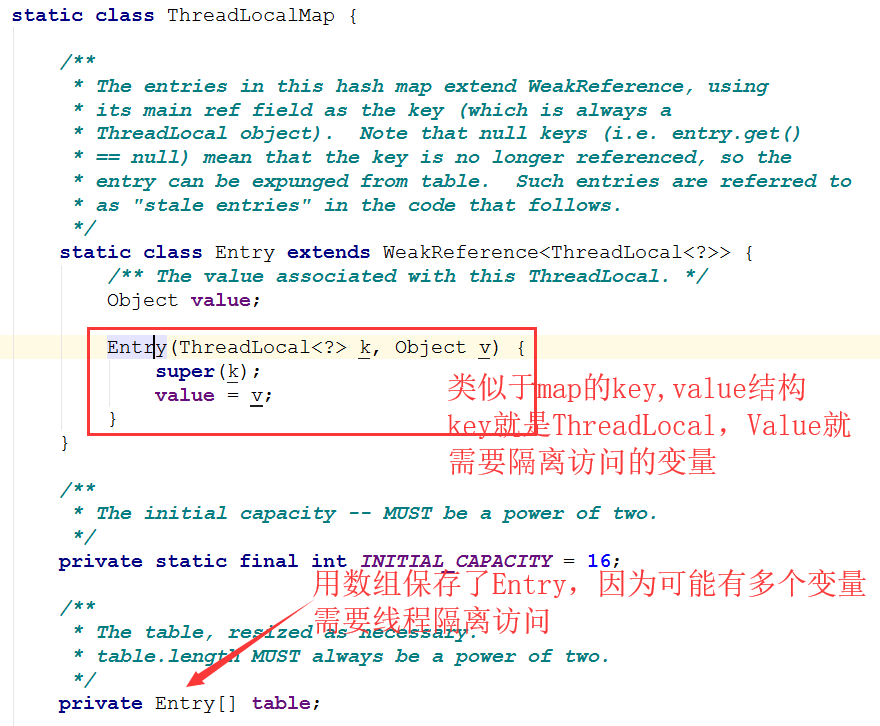 static class ThreadLocalMap {
/**
* The entries in this hash map extend WeakReference, using
* its main ref field as the key (which is always a
* ThreadLocal object).  Note that null keys (i.e. entry.get()
* == null) mean that the key is no longer referenced, so the
* entry can be expunged from table.  Such entries are referred to
* as "stale entries" in the code that follows.
*/
static class Entry extends WeakReference<ThreadLocal<?>> {
/** The value associated with this ThreadLocal. */
Object value;
Entry(ThreadLocal<?> k, Object v) {
super(k);
value = v;
}
}
类似于map的key,value结构
key就是ThreadLocal，Value就
需要隔离访问的变量
/**
* The initial capacity -- MUST be a power of two.
*/
private static final int INITIAL_CAPACITY = 16;
用数组保存了Entry，因为可能有多个变量
需要线程隔离访问
/**
* The table, resized as necessary.
* table.length MUST always be a power of two.
*/
private Entry[] table;